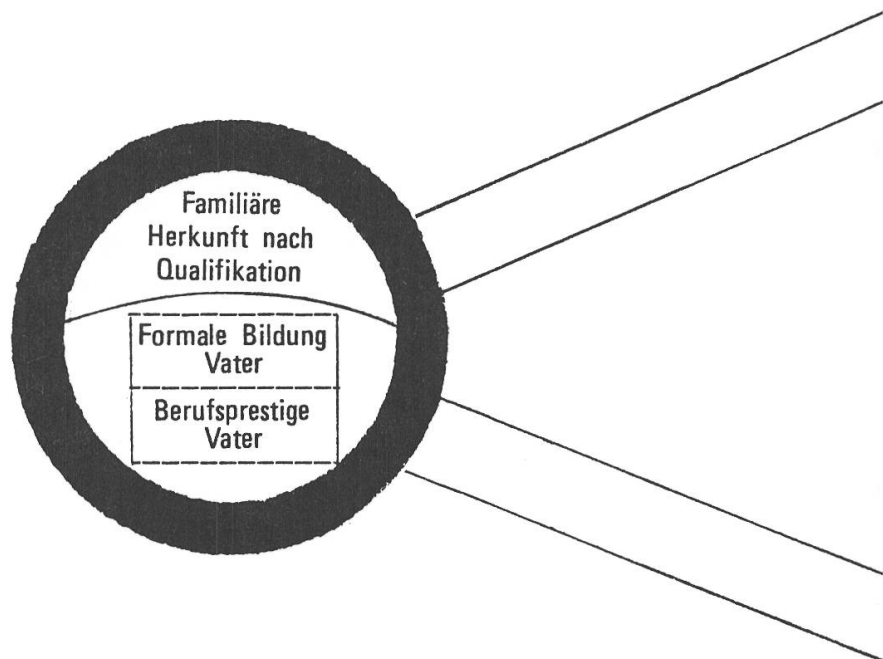 Familiäre
Herkunft nach
Qualifikation
Formale Bildung
Vater
Berufsprestige
Vater